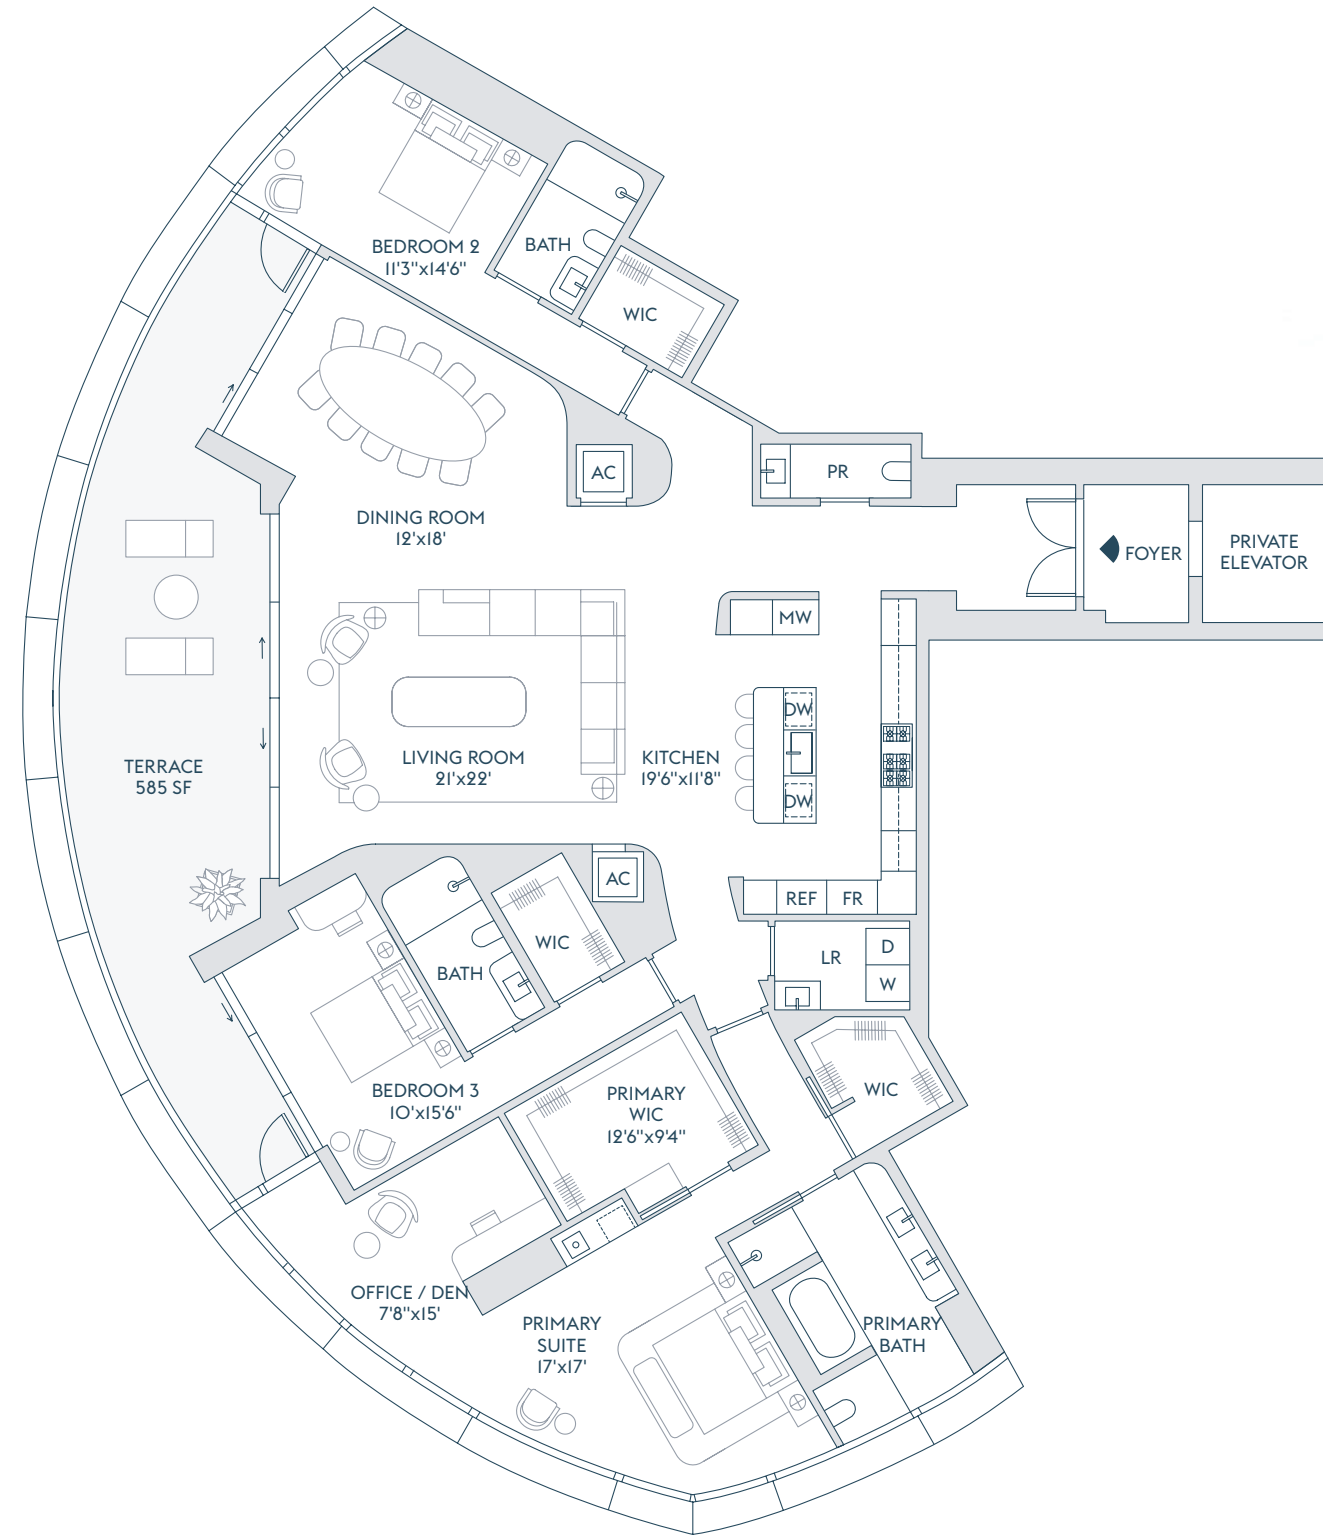 BEDROOM 2
11'3"x14'6"
BATH
WIC
AC
PR
DINING ROOM
12'x18'
FOYER
PRIVATE
ELEVATOR
MW
DW
LIVING ROOM
21'x22'
KITCHEN
19'6"x11'8"
TERRACE
585 SF
DW
AC
REF
FR
WIC
BATH
LR
D
W
BEDROOM 3
10'x15'6"
PRIMARY
WIC
12'6"x9'4"
WIC
OFFICE / DEN
7'8"x15'
PRIMARY
SUITE
17'x17'
PRIMARY
BATH